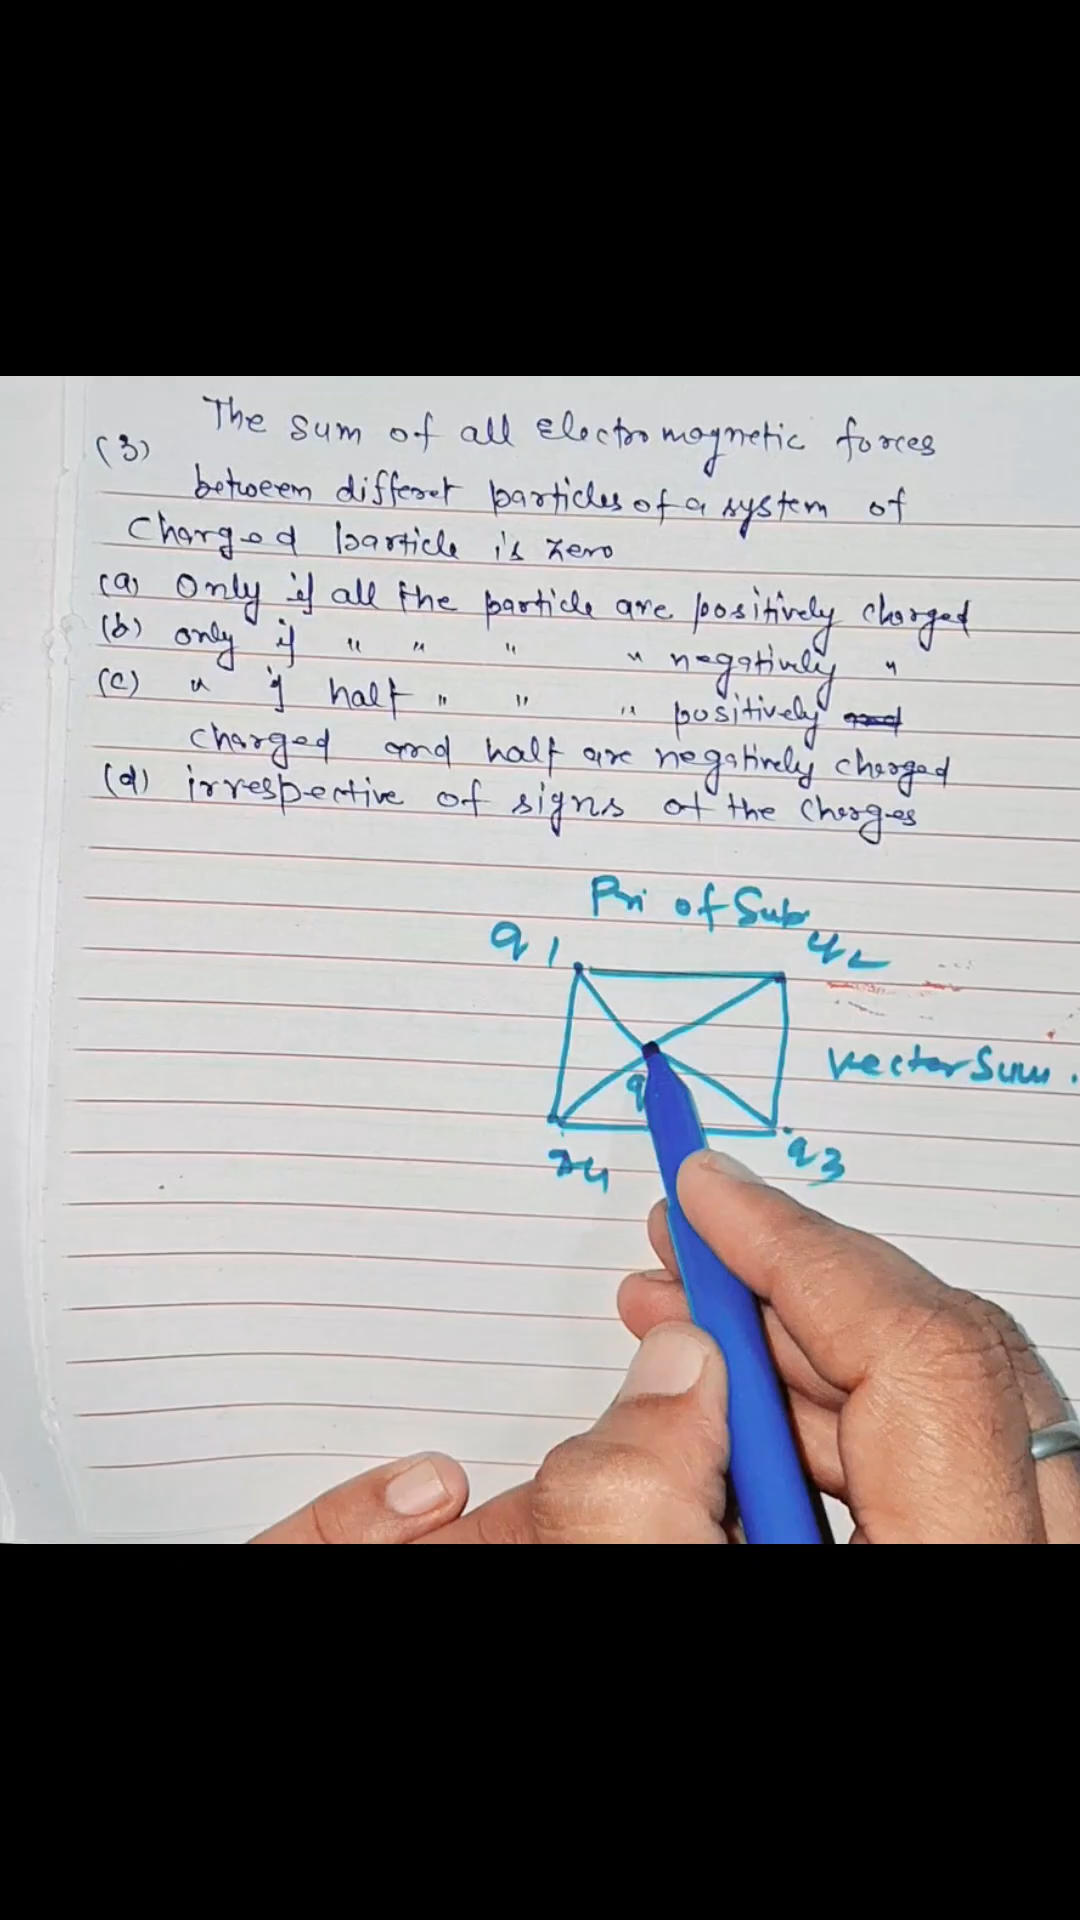 The sum of all Electromagnetic forces
(3)
between differet particles of a system of
Charged particle is zero
(a) Only if all the particle are positively charged
(b) only if " " " " negatively "
(c) " if half " " " positively and
charged and half are negatively charged
(d) irrespective of signs of the charges
Pri of Sub
q1 q2
vector Sum.
q
q4 q3